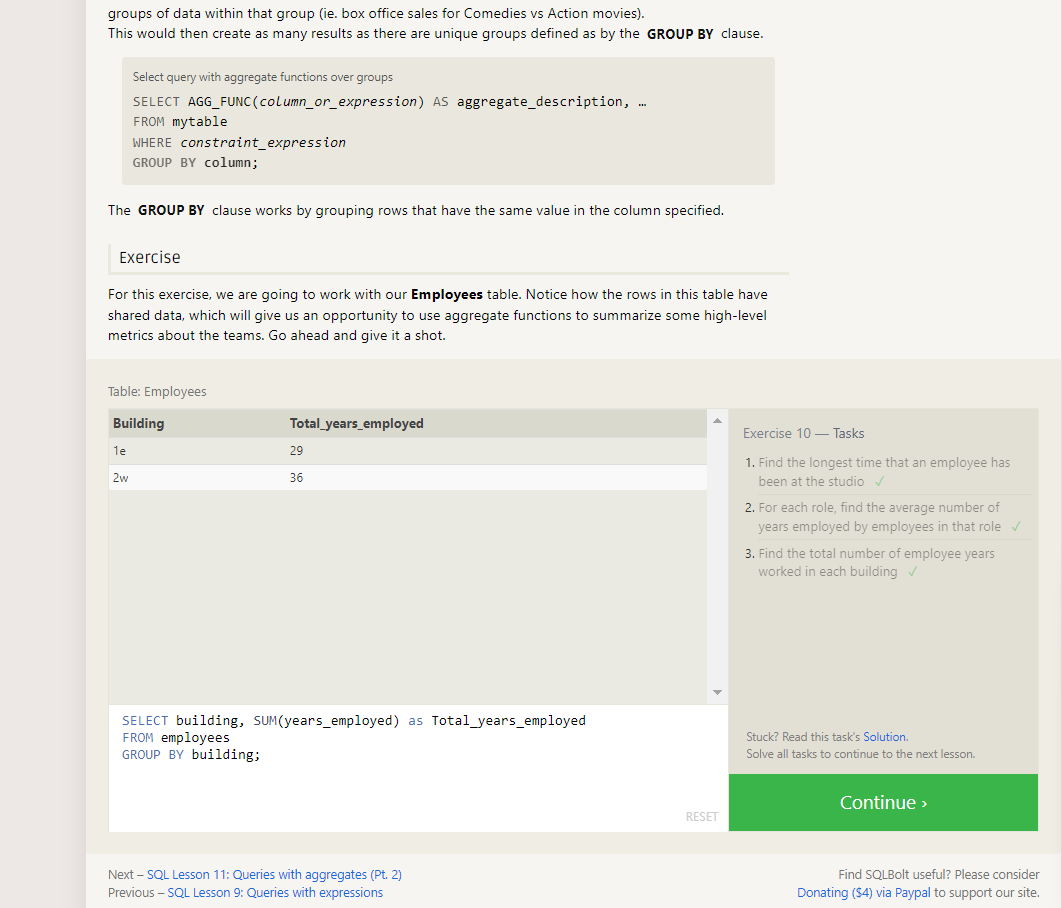 groups of data within that group (ie. box office sales for Comedies vs Action movies).
This would then create as many results as there are unique groups defined as by the GROUP BY clause.
Select query with aggregate functions over groups
SELECT AGG_FUNC(column_or_expression) AS aggregate_description, …
FROM mytable
WHERE constraint_expression
GROUP BY column;
The GROUP BY clause works by grouping rows that have the same value in the column specified.
Exercise
For this exercise, we are going to work with our Employees table. Notice how the rows in this table have
shared data, which will give us an opportunity to use aggregate functions to summarize some high-level
metrics about the teams. Go ahead and give it a shot.
Table: Employees
Building Total_years_employed
1e 29
2w 36
SELECT building, SUM(years_employed) as Total_years_employed
FROM employees
GROUP BY building;
RESET
Exercise 10 — Tasks
1. Find the longest time that an employee has
been at the studio ✓
2. For each role, find the average number of
years employed by employees in that role ✓
3. Find the total number of employee years
worked in each building ✓
Stuck? Read this task's Solution.
Solve all tasks to continue to the next lesson.
Continue ›
Next – SQL Lesson 11: Queries with aggregates (Pt. 2)
Previous – SQL Lesson 9: Queries with expressions
Find SQLBolt useful? Please consider
Donating ($4) via Paypal to support our site.